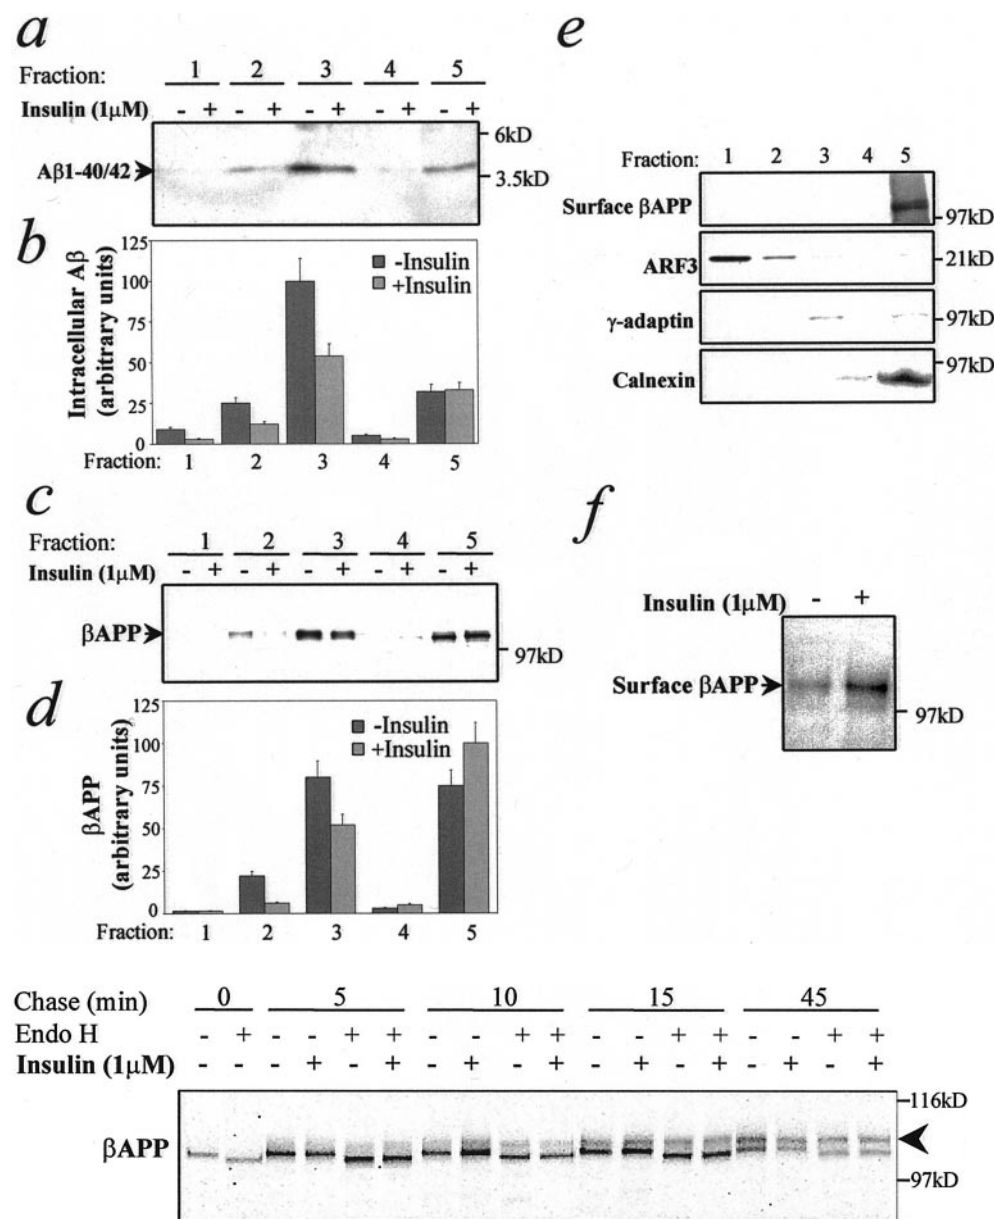 a
Fraction: 1 2 3 4 5
Insulin (1μM) - + - + - + - + - +
6kD
Aβ1-40/42
3.5kD
b
Intracellular Aβ
(arbitrary units)
125
100
75
50
25
0
-Insulin
+Insulin
Fraction: 1 2 3 4 5
c
Fraction: 1 2 3 4 5
Insulin (1μM) - + - + - + - + - +
βAPP
97kD
d
βAPP
(arbitrary units)
125
100
75
50
25
0
-Insulin
+Insulin
Fraction: 1 2 3 4 5
e
Fraction: 1 2 3 4 5
Surface βAPP
97kD
ARF3
21kD
γ-adaptin
97kD
Calnexin
97kD
f
Insulin (1μM) - +
Surface βAPP
97kD
Chase (min) 0 5 10 15 45
Endo H - + - - + + - - + + - - + + - - + +
Insulin (1μM) - + - + - + - + - + - + - + - +
116kD
βAPP
97kD